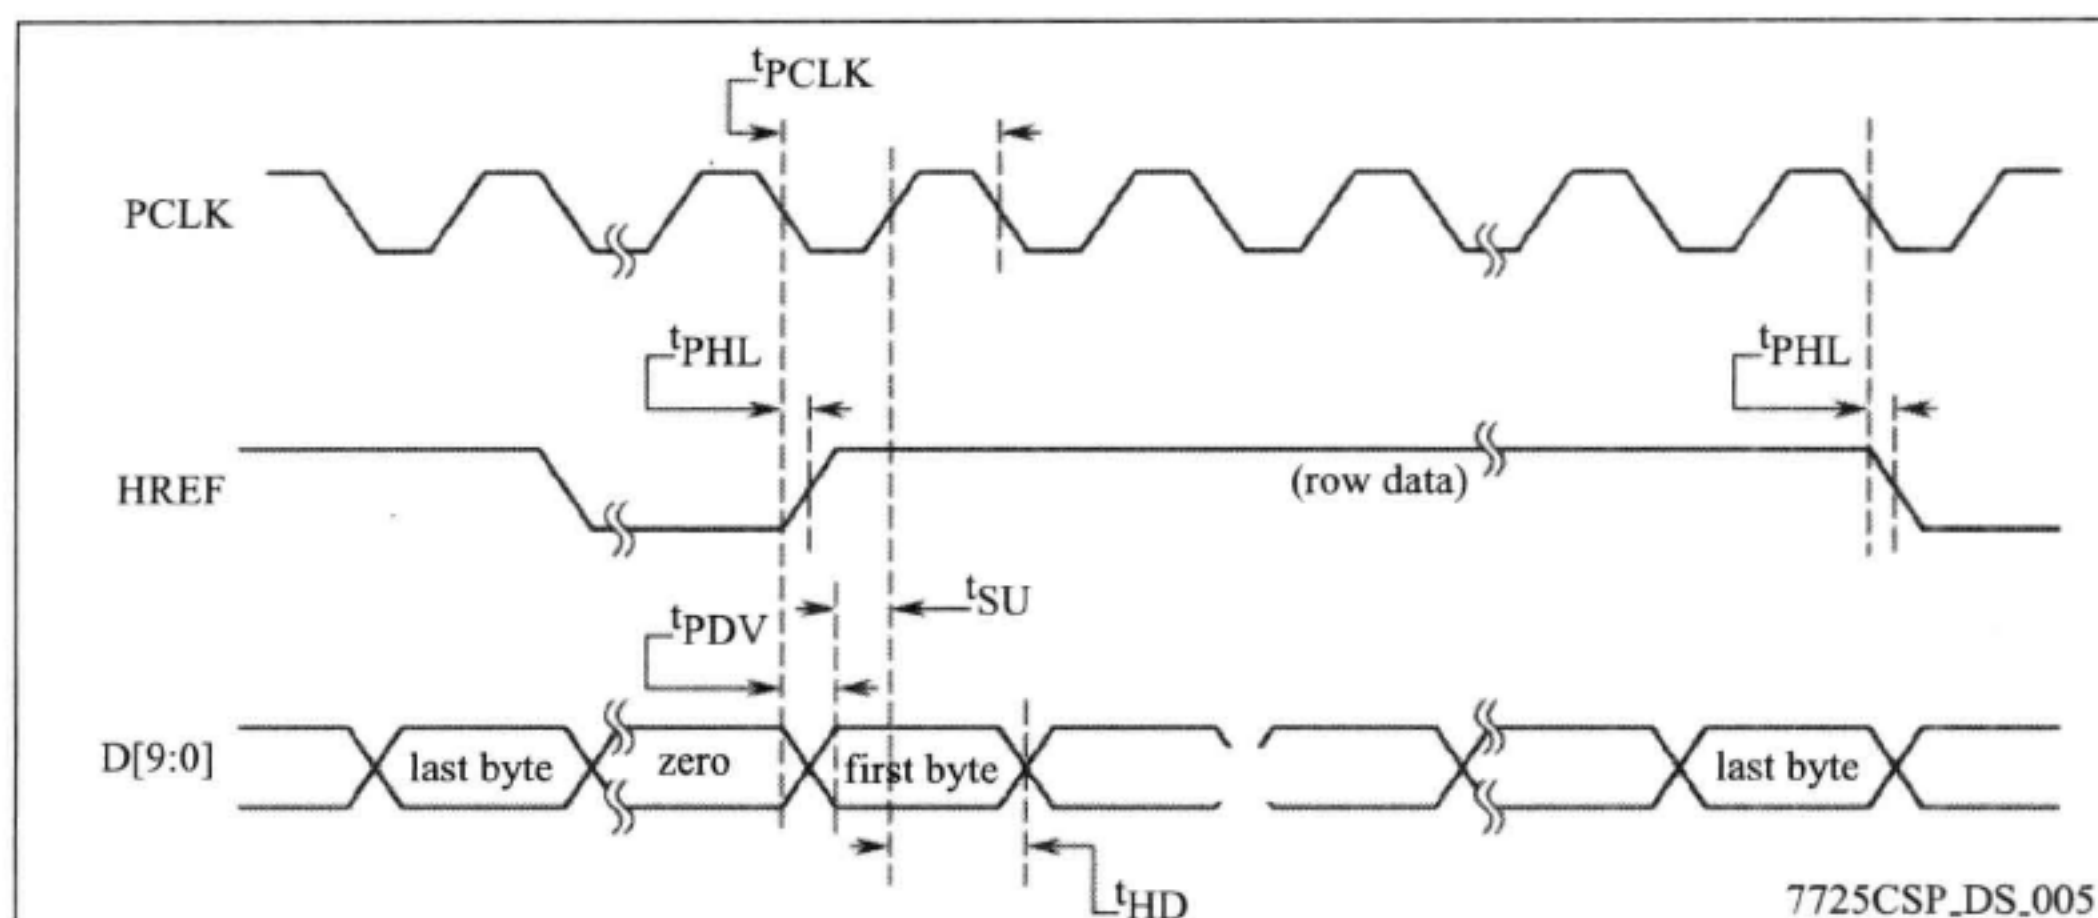 tPCLK
PCLK
tPHL
tPHL
HREF
(row data)
tSU
tPDV
D[9:0]
last byte
zero
first byte
last byte
tHD
7725CSP_DS_005